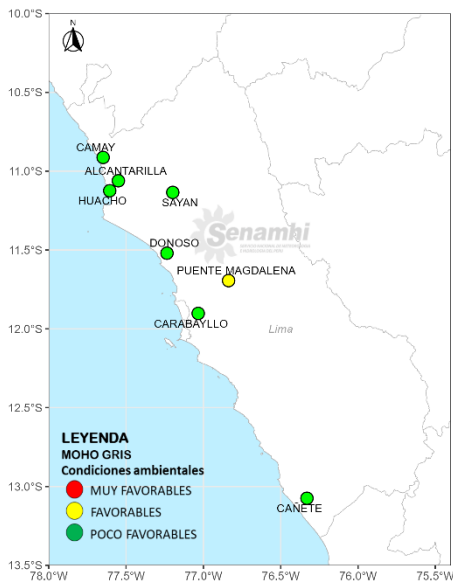 10.0°S
N
10.5°S
CAMAY
11.0°S
ALCANTARILLA
HUACHO
SAYAN
Senamhi
11.5°S
DONOSO
PUENTE MAGDALENA
12.0°S
CARABAYLLO
Lima
12.5°S
LEYENDA
MOHO GRIS
Condiciones ambientales
13.0°S
MUY FAVORABLES
CAÑETE
FAVORABLES
POCO FAVORABLES
13.5°S
78.0°W 77.5°W 77.0°W 76.5°W 76.0°W 75.5°W